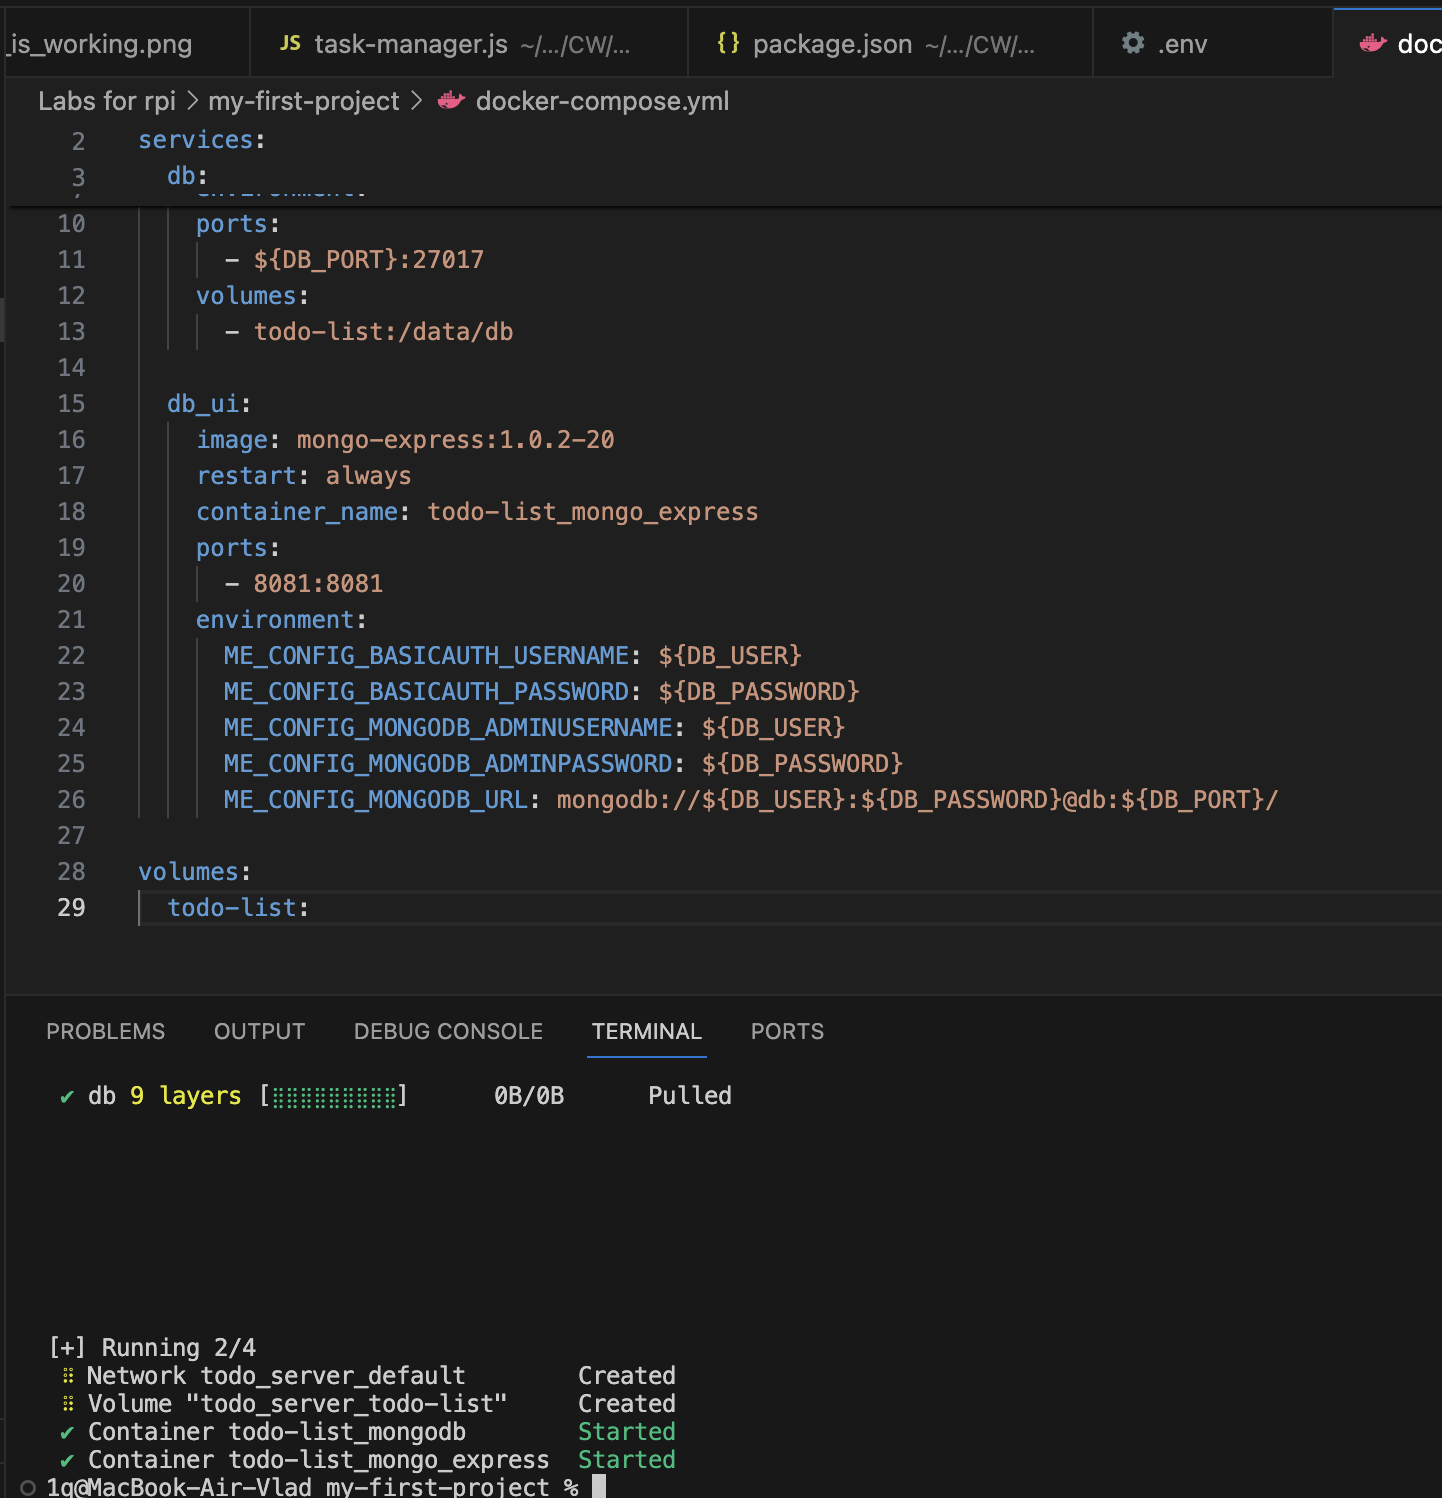 _is_working.png JS task-manager.js ~/.../CW/... {} package.json ~/.../CW/... .env doc
Labs for rpi > my-first-project > docker-compose.yml
2 services:
3 db:
10 ports:
11 - ${DB_PORT}:27017
12 volumes:
13 - todo-list:/data/db
14
15 db_ui:
16 image: mongo-express:1.0.2-20
17 restart: always
18 container_name: todo-list_mongo_express
19 ports:
20 - 8081:8081
21 environment:
22 ME_CONFIG_BASICAUTH_USERNAME: ${DB_USER}
23 ME_CONFIG_BASICAUTH_PASSWORD: ${DB_PASSWORD}
24 ME_CONFIG_MONGODB_ADMINUSERNAME: ${DB_USER}
25 ME_CONFIG_MONGODB_ADMINPASSWORD: ${DB_PASSWORD}
26 ME_CONFIG_MONGODB_URL: mongodb://${DB_USER}:${DB_PASSWORD}@db:${DB_PORT}/
27
28 volumes:
29 todo-list:
PROBLEMS OUTPUT DEBUG CONSOLE TERMINAL PORTS
✔ db 9 layers [⣿⣿⣿⣿⣿⣿⣿⣿⣿] 0B/0B Pulled
[+] Running 2/4
⠿ Network todo_server_default Created
⠿ Volume "todo_server_todo-list" Created
✔ Container todo-list_mongodb Started
✔ Container todo-list_mongo_express Started
1q@MacBook-Air-Vlad my-first-project %